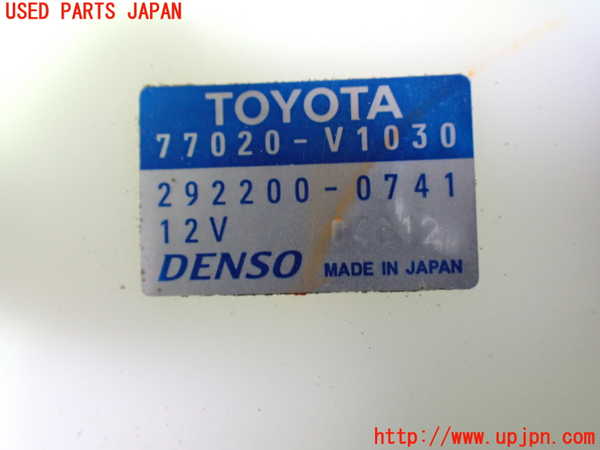 USED PARTS JAPAN
TOYOTA
77020-V1030
292200-0741
12V
DENSO MADE IN JAPAN
http://www.upjpn.com/